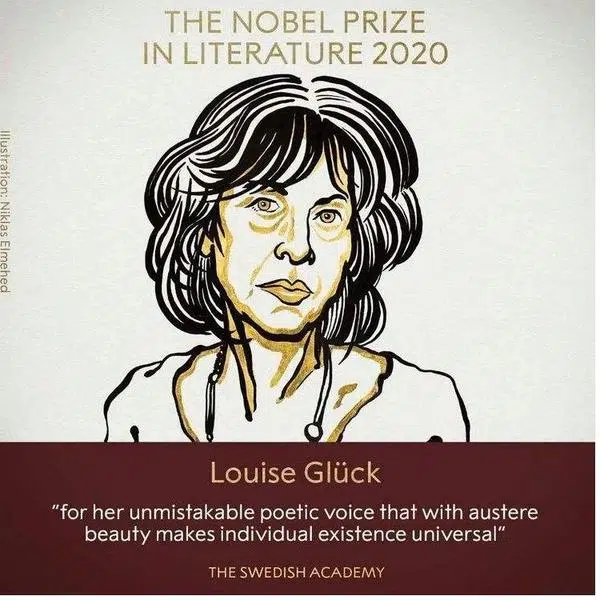 THE NOBEL PRIZE
IN LITERATURE 2020
Illustration: Niklas Elmehed
Louise Glück
”for her unmistakable poetic voice that with austere
beauty makes individual existence universal”
THE SWEDISH ACADEMY